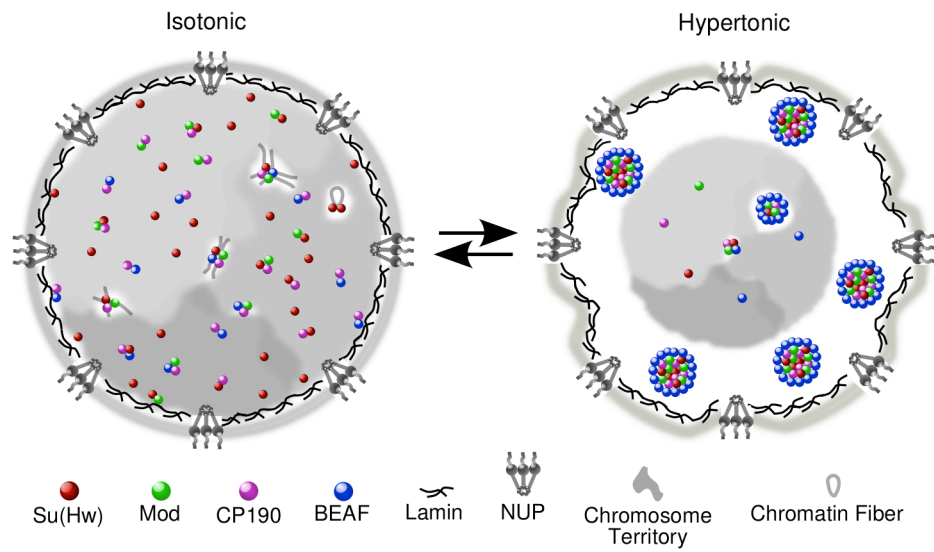 Isotonic
Hypertonic
Su(Hw)
Mod
CP190
BEAF
Lamin
NUP
Chromosome
Territory
Chromatin Fiber